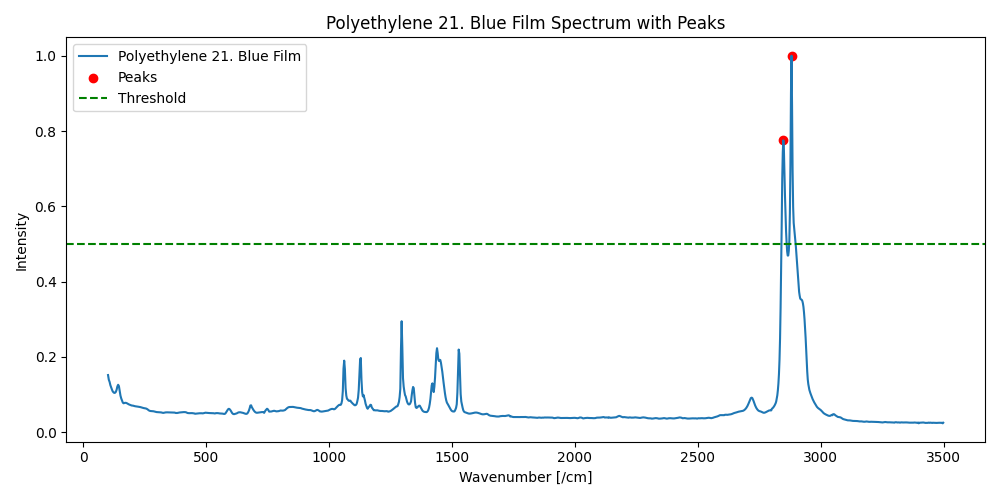 Polyethylene 21. Blue Film Spectrum with Peaks
Polyethylene 21. Blue Film
Peaks
Threshold
Intensity
1.0
0.8
0.6
0.4
0.2
0.0
0 500 1000 1500 2000 2500 3000 3500
Wavenumber [/cm]